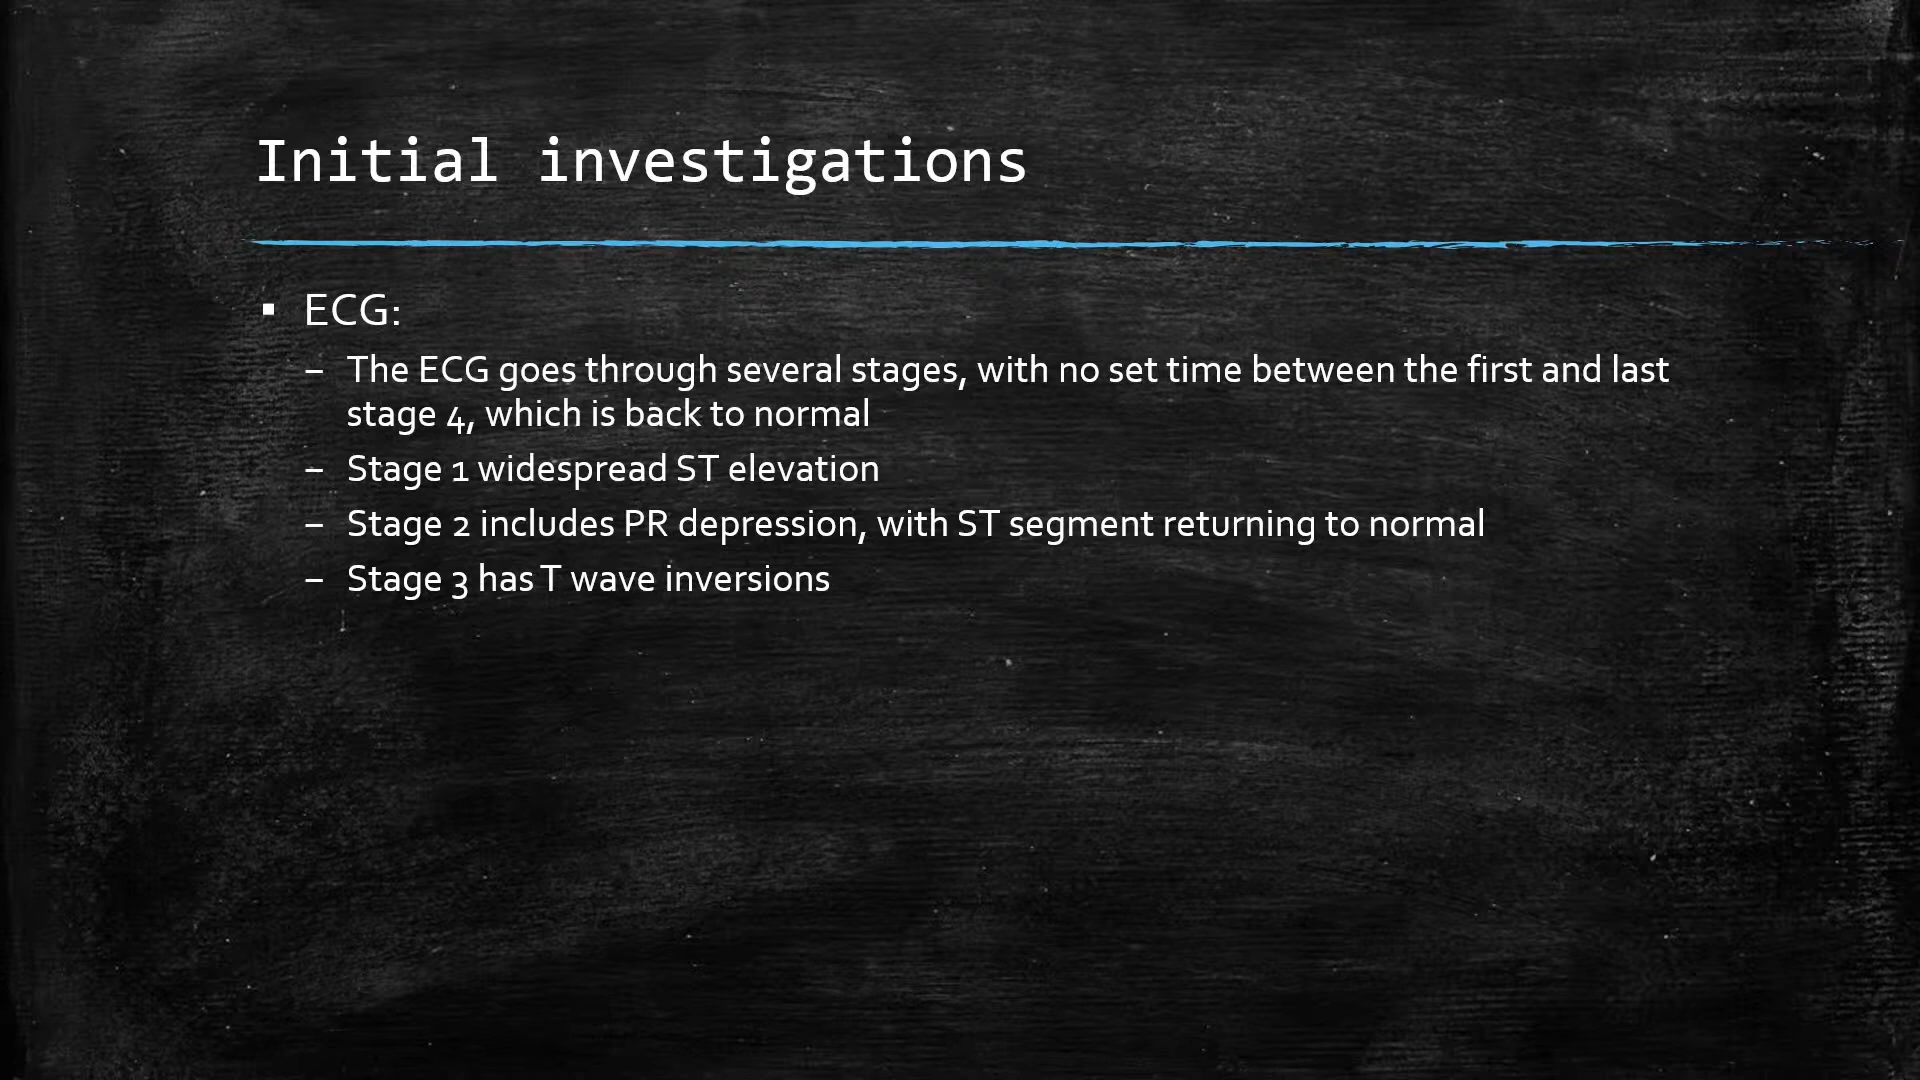 Initial investigations
▪ ECG:
– The ECG goes through several stages, with no set time between the first and last
stage 4, which is back to normal
– Stage 1 widespread ST elevation
– Stage 2 includes PR depression, with ST segment returning to normal
– Stage 3 has T wave inversions